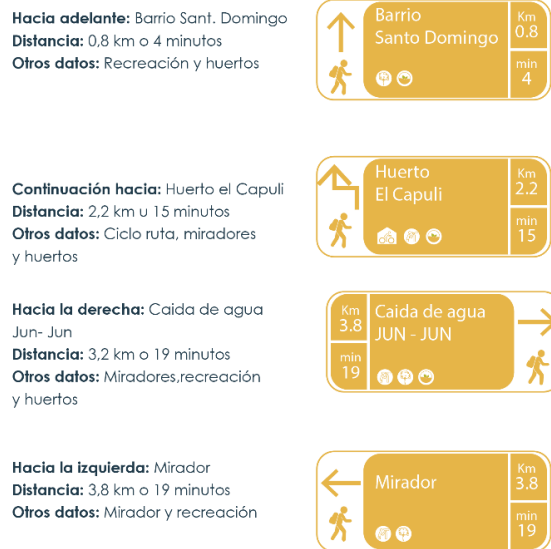 Hacia adelante: Barrio Sant. Domingo
Distancia: 0,8 km o 4 minutos
Otros datos: Recreación y huertos
Barrio
Santo Domingo
Km
0.8
min
4
Continuación hacia: Huerto el Capuli
Distancia: 2,2 km u 15 minutos
Otros datos: Ciclo ruta, miradores
y huertos
Huerto
El Capuli
Km
2.2
min
15
Hacia la derecha: Caida de agua
Jun- Jun
Distancia: 3,2 km o 19 minutos
Otros datos: Miradores,recreación
y huertos
Km
3.8
min
19
Caida de agua
JUN - JUN
Hacia la izquierda: Mirador
Distancia: 3,8 km o 19 minutos
Otros datos: Mirador y recreación
Mirador
Km
3.8
min
19